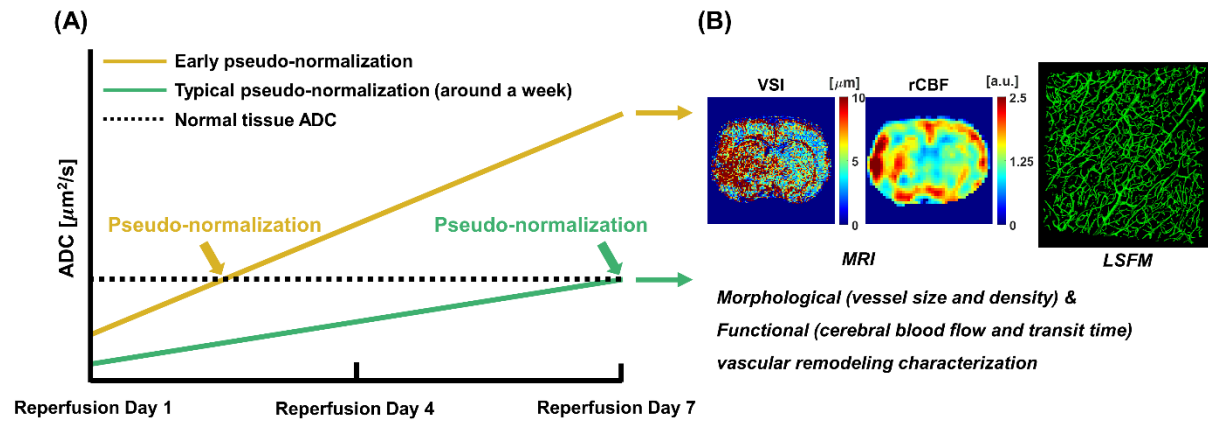 (A)
Early pseudo-normalization
Typical pseudo-normalization (around a week)
Normal tissue ADC
ADC [μm²/s]
Pseudo-normalization
Pseudo-normalization
Reperfusion Day 1
Reperfusion Day 4
Reperfusion Day 7
(B)
VSI
[μm]
10
5
0
rCBF
[a.u.]
2.5
1.25
0
MRI
LSFM
Morphological (vessel size and density) &
Functional (cerebral blood flow and transit time)
vascular remodeling characterization